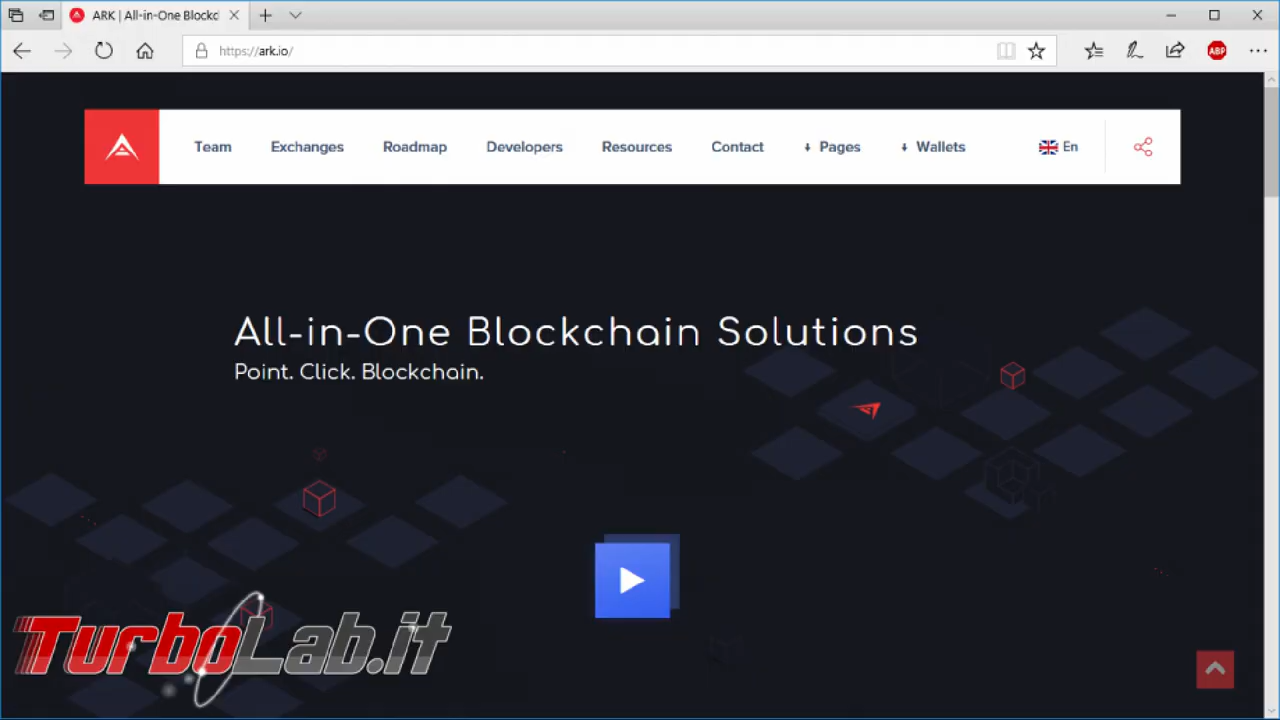 ARK | All-in-One Blockc
https://ark.io/
ABP
Team Exchanges Roadmap Developers Resources Contact Pages Wallets En
All-in-One Blockchain Solutions
Point. Click. Blockchain.
TurboLab.it